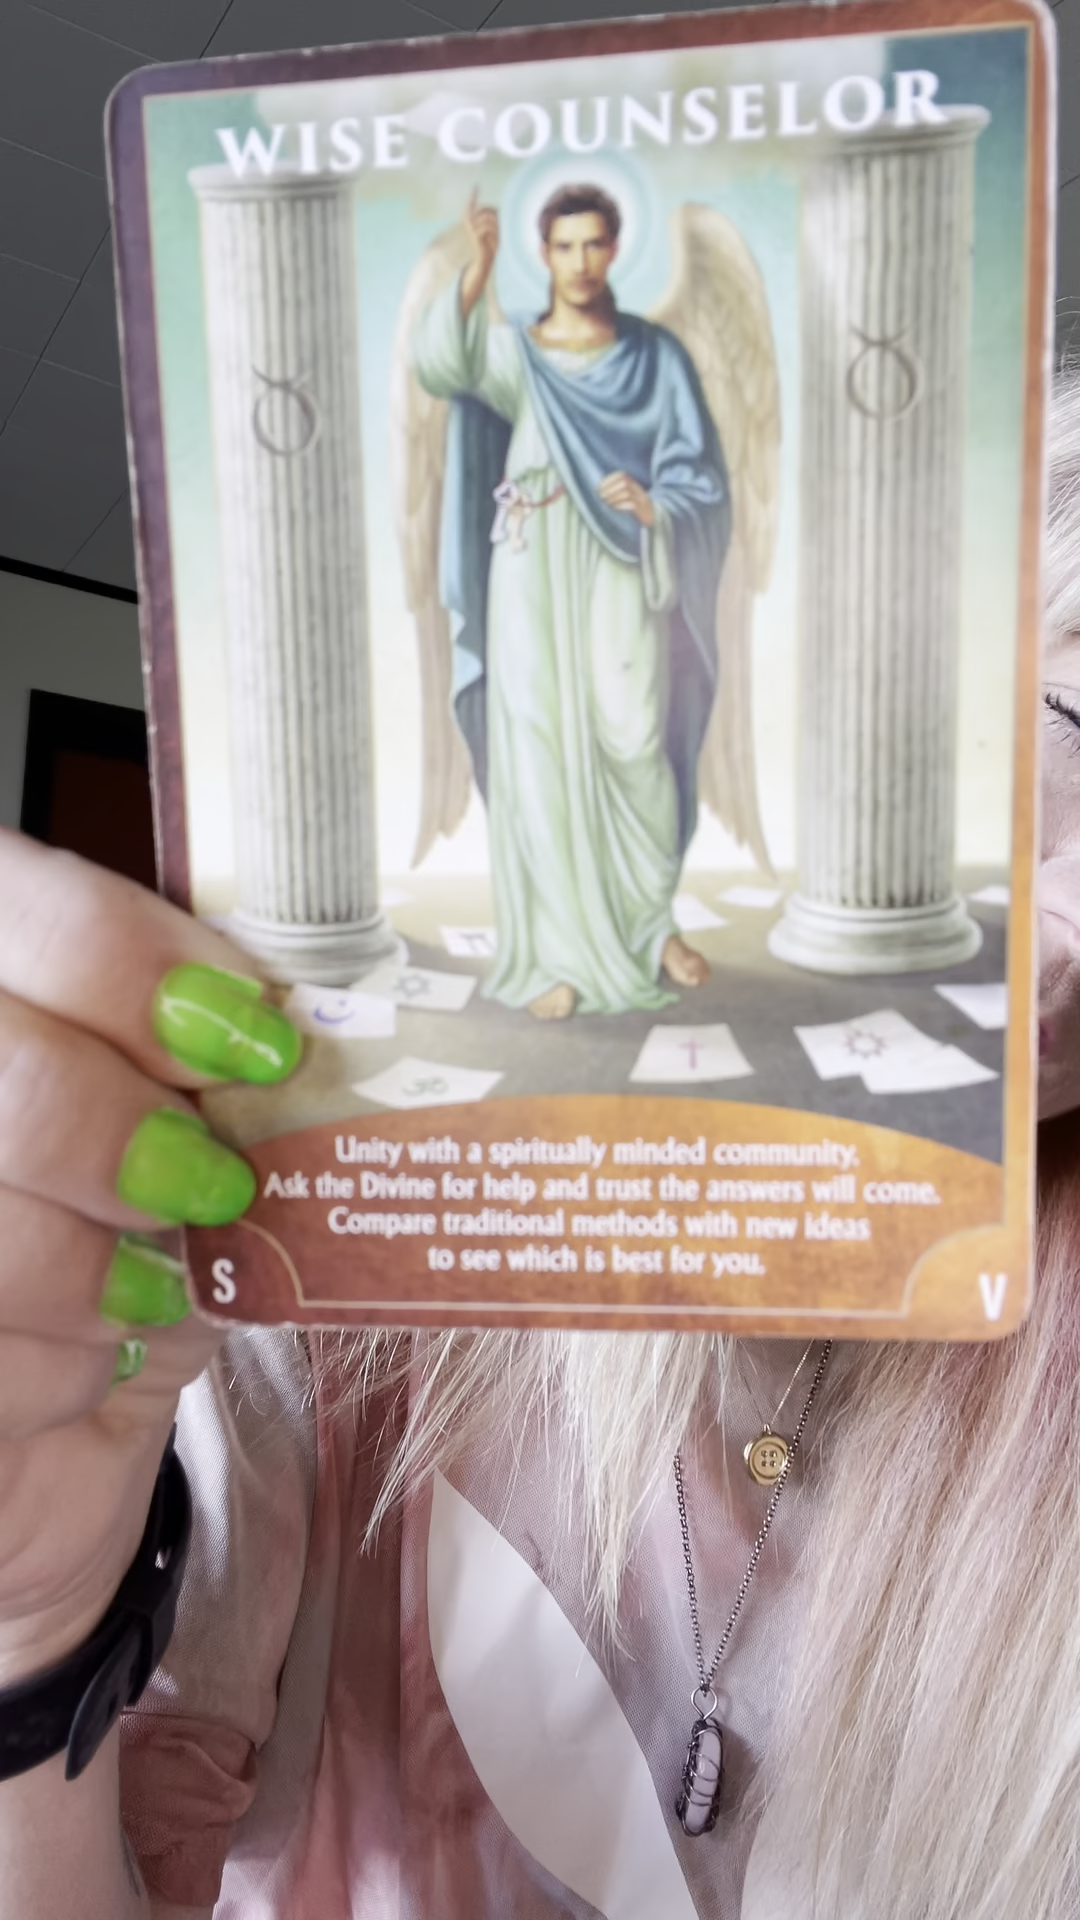 WISE COUNSELOR
Unity with a spiritually minded community.
Ask the Divine for help and trust the answers will come.
Compare traditional methods with new ideas
to see which is best for you.
S
V